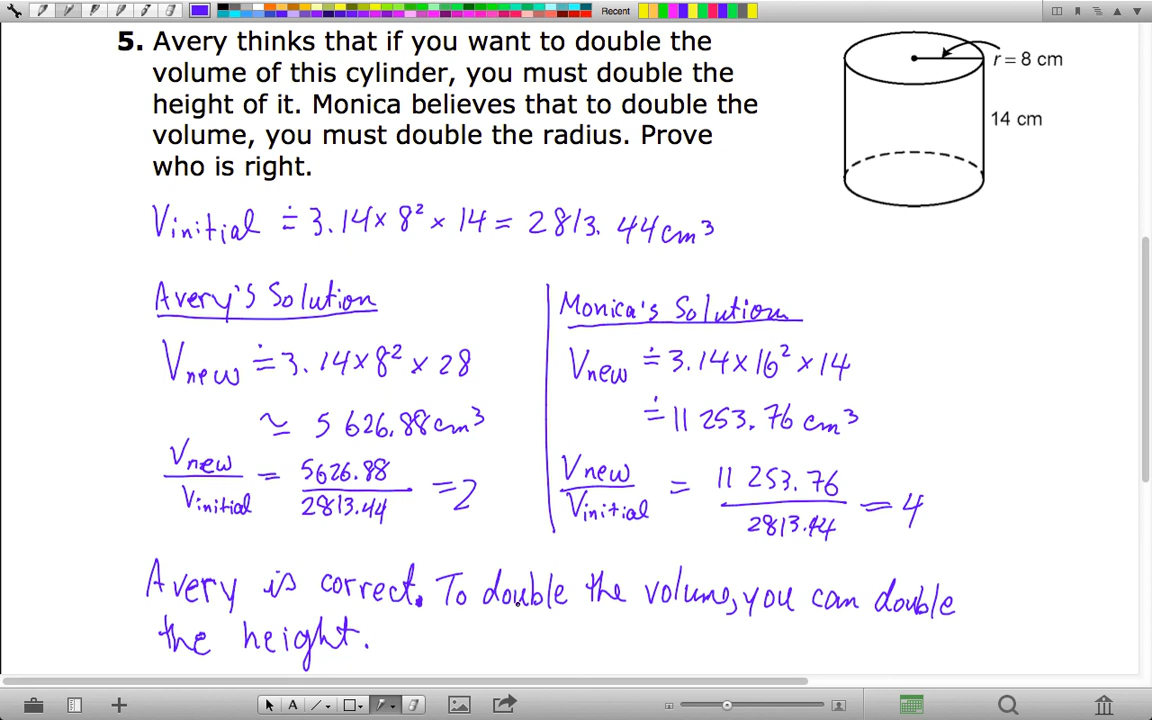 Recent
5. Avery thinks that if you want to double the
volume of this cylinder, you must double the
height of it. Monica believes that to double the
volume, you must double the radius. Prove
who is right.
r = 8 cm
14 cm
Vinitial ≐ 3.14 × 8² × 14 = 2813.44 cm³
Avery's Solution
Vnew ≐ 3.14 × 8² × 28
≃ 5 626.88 cm³
Vnew/Vinitial = 5626.88/2813.44 = 2
Monica's Solution
Vnew ≐ 3.14 × 16² × 14
≐ 11 253.76 cm³
Vnew/Vinitial = 11 253.76/2813.44 = 4
Avery is correct. To double the volume, you can double
the height.
A